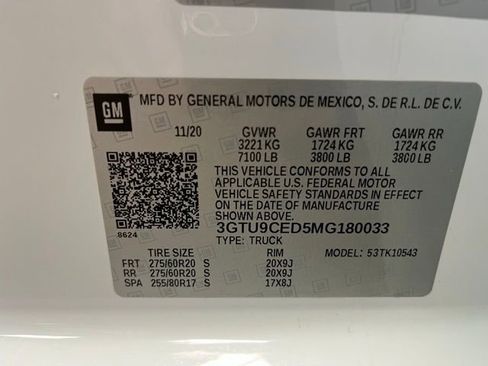 GM MFD BY GENERAL MOTORS DE MEXICO, S. DE R.L. DE C.V.
11/20 GVWR GAWR FRT GAWR RR
3221 KG 1724 KG 1724 KG
7100 LB 3800 LB 3800 LB
THIS VEHICLE CONFORMS TO ALL
APPLICABLE U.S. FEDERAL MOTOR
VEHICLE SAFETY STANDARDS IN EFFECT
ON THE DATE OF MANUFACTURE
SHOWN ABOVE.
8624 3GTU9CED5MG180033
TYPE: TRUCK
TIRE SIZE RIM MODEL: 53TK10543
FRT 275/60R20 S 20X9J
RR 275/60R20 S 20X9J
SPA 255/80R17 S 17X8J